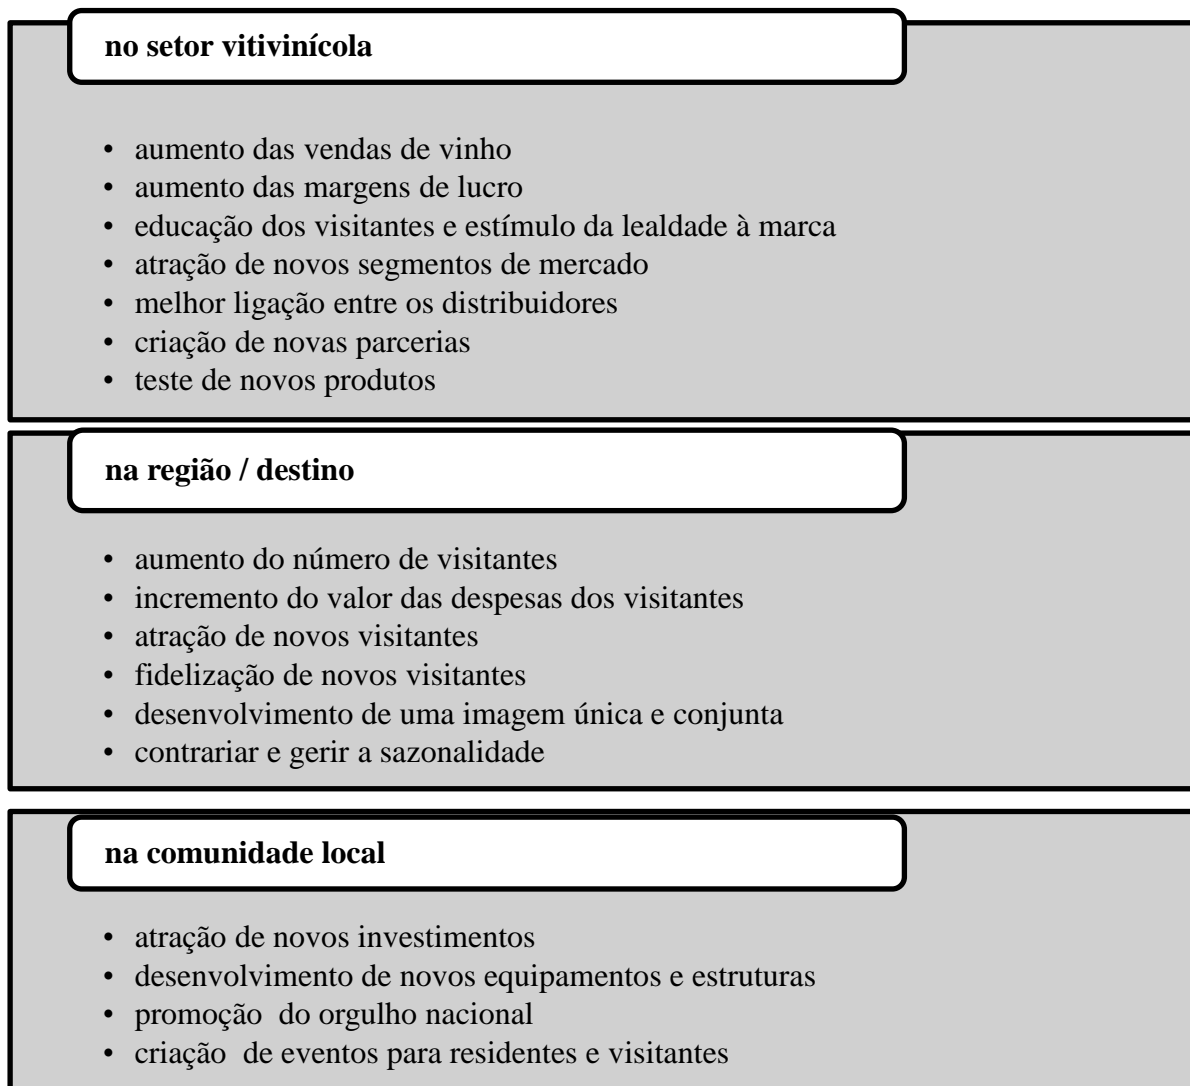 no setor vitivinícola
• aumento das vendas de vinho
• aumento das margens de lucro
• educação dos visitantes e estímulo da lealdade à marca
• atração de novos segmentos de mercado
• melhor ligação entre os distribuidores
• criação de novas parcerias
• teste de novos produtos
na região / destino
• aumento do número de visitantes
• incremento do valor das despesas dos visitantes
• atração de novos visitantes
• fidelização de novos visitantes
• desenvolvimento de uma imagem única e conjunta
• contrariar e gerir a sazonalidade
na comunidade local
• atração de novos investimentos
• desenvolvimento de novos equipamentos e estruturas
• promoção do orgulho nacional
• criação de eventos para residentes e visitantes